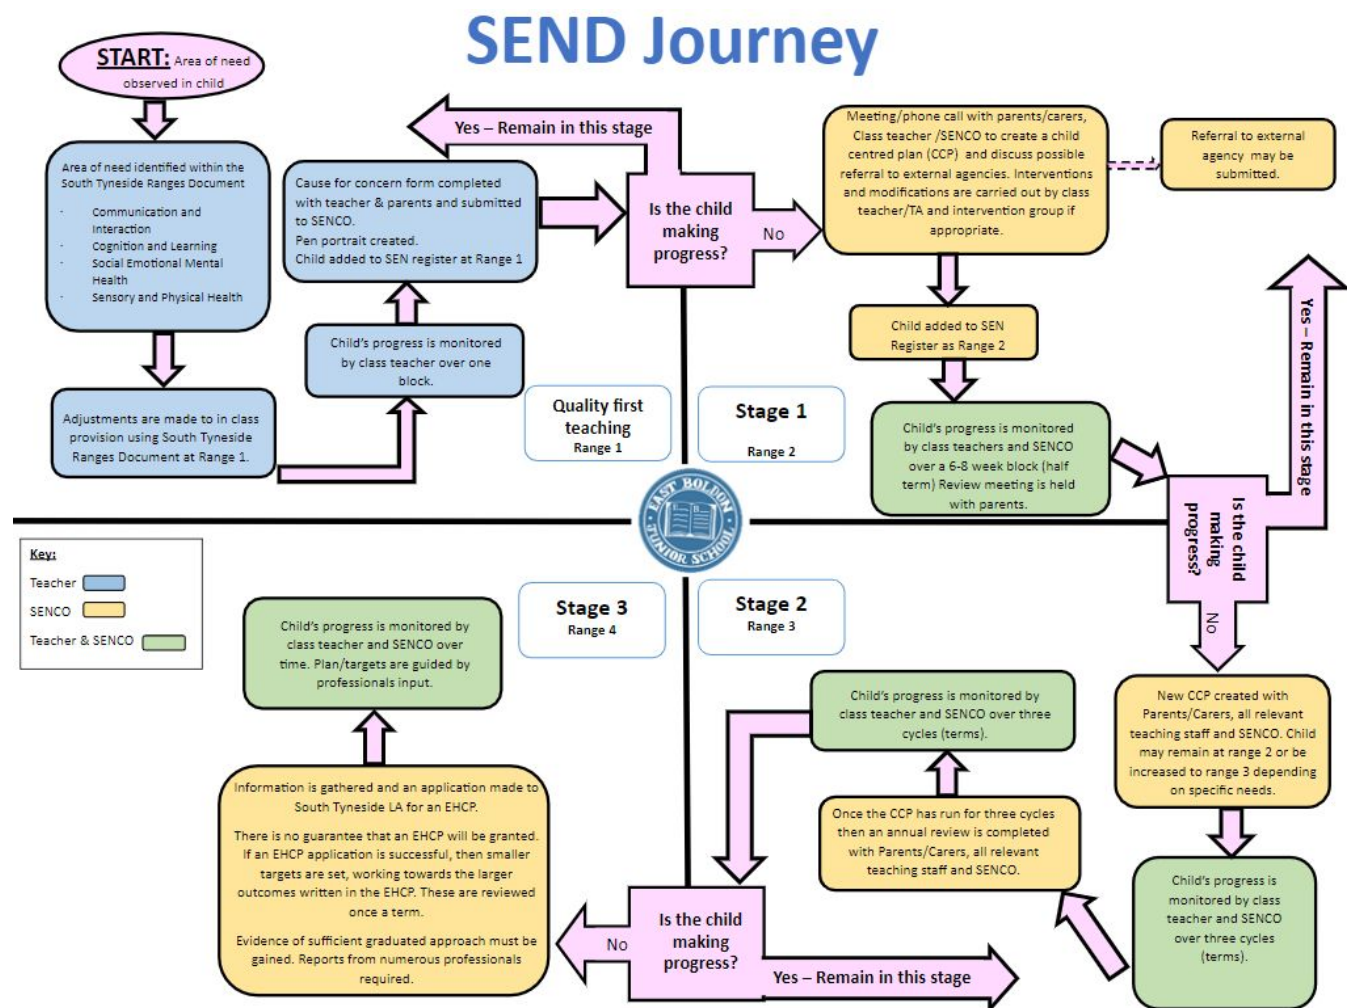 SEND Journey
START: Area of need
observed in child
Area of need identified within the
South Tyneside Ranges Document
· Communication and
Interaction
· Cognition and Learning
· Social Emotional Mental
Health
· Sensory and Physical Health
Adjustments are made to in class
provision using South Tyneside
Ranges Document at Range 1.
Child's progress is monitored
by class teacher over one
block.
Cause for concern form completed
with teacher & parents and submitted
to SENCO.
Pen portrait created.
Child added to SEN register at Range 1
Yes – Remain in this stage
Is the child
making
progress?
No
Quality first
teaching
Range 1
Meeting/phone call with parents/carers,
Class teacher /SENCO to create a child
centred plan (CCP) and discuss possible
referral to external agencies. Interventions
and modifications are carried out by class
teacher/TA and intervention group if
appropriate.
Referral to external
agency may be
submitted.
Child added to SEN
Register as Range 2
Stage 1
Range 2
Child's progress is monitored
by class teachers and SENCO
over a 6-8 week block (half
term) Review meeting is held
with parents.
Is the child
making
progress?
Yes – Remain in this stage
No
EAST BOLDON
JUNIOR SCHOOL
E B
Key:
Teacher
SENCO
Teacher & SENCO
Stage 2
Range 3
New CCP created with
Parents/Carers, all relevant
teaching staff and SENCO. Child
may remain at range 2 or be
increased to range 3 depending
on specific needs.
Child's progress is
monitored by class
teacher and SENCO
over three cycles
(terms).
Once the CCP has run for three cycles
then an annual review is completed
with Parents/Carers, all relevant
teaching staff and SENCO.
Child's progress is monitored by
class teacher and SENCO over three
cycles (terms).
Is the child
making
progress?
Yes – Remain in this stage
No
Stage 3
Range 4
Information is gathered and an application made to
South Tyneside LA for an EHCP.
There is no guarantee that an EHCP will be granted.
If an EHCP application is successful, then smaller
targets are set, working towards the larger
outcomes written in the EHCP. These are reviewed
once a term.
Evidence of sufficient graduated approach must be
gained. Reports from numerous professionals
required.
Child's progress is monitored by
class teacher and SENCO over
time. Plan/targets are guided by
professionals input.